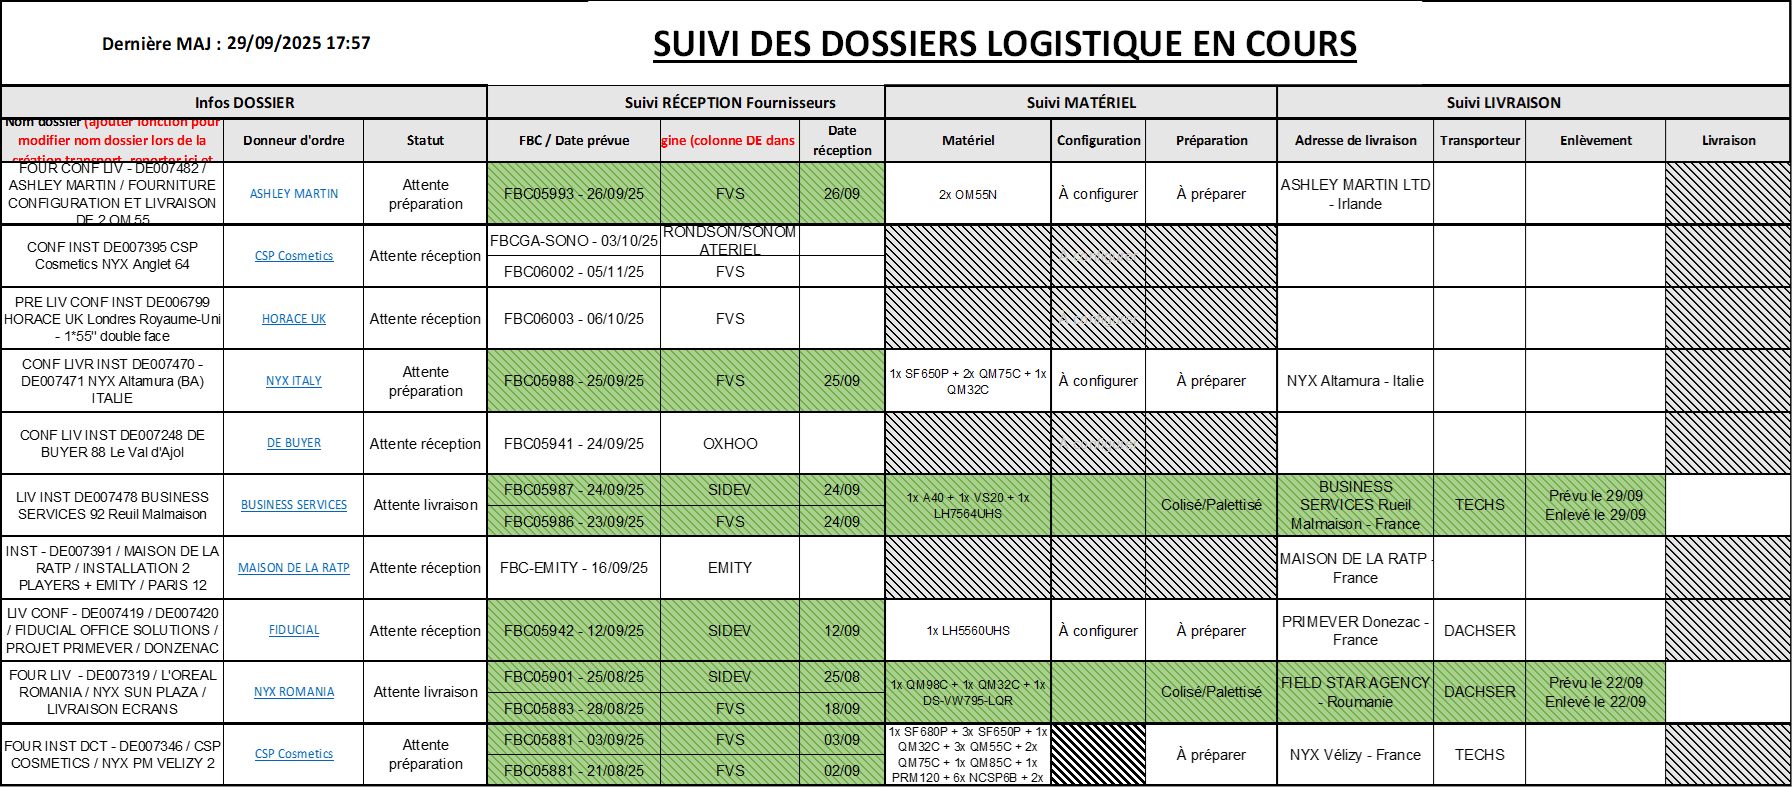 Dernière MAJ : 29/09/2025 17:57
SUIVI DES DOSSIERS LOGISTIQUE EN COURS
Infos DOSSIER
Suivi RÉCEPTION Fournisseurs
Suivi MATÉRIEL
Suivi LIVRAISON
Nom dossier (ajouter fonction pour
modifier nom dossier lors de la
création transport, reporter ici et
Donneur d'ordre
Statut
FBC / Date prévue
gine (colonne DE dans
Date
réception
Matériel
Configuration
Préparation
Adresse de livraison
Transporteur
Enlèvement
Livraison
FOUR CONF LIV - DE007482 /
ASHLEY MARTIN / FOURNITURE
CONFIGURATION ET LIVRAISON
DE 2 OM 55
ASHLEY MARTIN
Attente
préparation
FBC05993 - 26/09/25
FVS
26/09
2x OM55N
À configurer
À préparer
ASHLEY MARTIN LTD
- Irlande
CONF INST DE007395 CSP
Cosmetics NYX Anglet 64
CSP Cosmetics
Attente réception
FBCGA-SONO - 03/10/25
RONDSON/SONOM
ATERIEL
FBC06002 - 05/11/25
FVS
À configurer
PRE LIV CONF INST DE006799
HORACE UK Londres Royaume-Uni
- 1*55" double face
HORACE UK
Attente réception
FBC06003 - 06/10/25
FVS
À configurer
CONF LIVR INST DE007470 -
DE007471 NYX Altamura (BA)
ITALIE
NYX ITALY
Attente
préparation
FBC05988 - 25/09/25
FVS
25/09
1x SF650P + 2x QM75C + 1x
QM32C
À configurer
À préparer
NYX Altamura - Italie
CONF LIV INST DE007248 DE
BUYER 88 Le Val d'Ajol
DE BUYER
Attente réception
FBC05941 - 24/09/25
OXHOO
À configurer
LIV INST DE007478 BUSINESS
SERVICES 92 Reuil Malmaison
BUSINESS SERVICES
Attente livraison
FBC05987 - 24/09/25
SIDEV
24/09
FBC05986 - 23/09/25
FVS
24/09
1x A40 + 1x VS20 + 1x
LH7564UHS
Colisé/Palettisé
BUSINESS
SERVICES Rueil
Malmaison - France
TECHS
Prévu le 29/09
Enlevé le 29/09
INST - DE007391 / MAISON DE LA
RATP / INSTALLATION 2
PLAYERS + EMITY / PARIS 12
MAISON DE LA RATP
Attente réception
FBC-EMITY - 16/09/25
EMITY
MAISON DE LA RATP -
France
LIV CONF - DE007419 / DE007420
/ FIDUCIAL OFFICE SOLUTIONS /
PROJET PRIMEVER / DONZENAC
FIDUCIAL
Attente réception
FBC05942 - 12/09/25
SIDEV
12/09
1x LH5560UHS
À configurer
À préparer
PRIMEVER Donezac -
France
DACHSER
FOUR LIV - DE007319 / L'OREAL
ROMANIA / NYX SUN PLAZA /
LIVRAISON ECRANS
NYX ROMANIA
Attente livraison
FBC05901 - 25/08/25
SIDEV
25/08
FBC05883 - 28/08/25
FVS
18/09
1x QM98C + 1x QM32C + 1x
DS-VW795-LQR
Colisé/Palettisé
FIELD STAR AGENCY
- Roumanie
DACHSER
Prévu le 22/09
Enlevé le 22/09
FOUR INST DCT - DE007346 / CSP
COSMETICS / NYX PM VELIZY 2
CSP Cosmetics
Attente
préparation
FBC05881 - 03/09/25
FVS
03/09
FBC05881 - 21/08/25
FVS
02/09
1x SF680P + 3x SF650P + 1x
QM32C + 3x QM55C + 2x
QM75C + 1x QM85C + 1x
PRM120 + 6x NCSP6B + 2x
À préparer
NYX Vélizy - France
TECHS